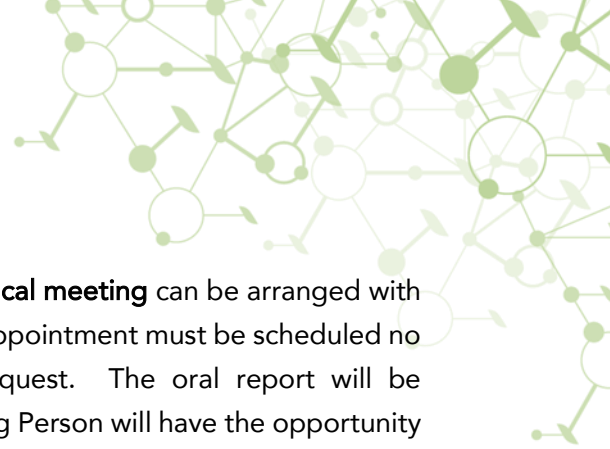 cal meeting can be arranged with
ppointment must be scheduled no
quest. The oral report will be
g Person will have the opportunity